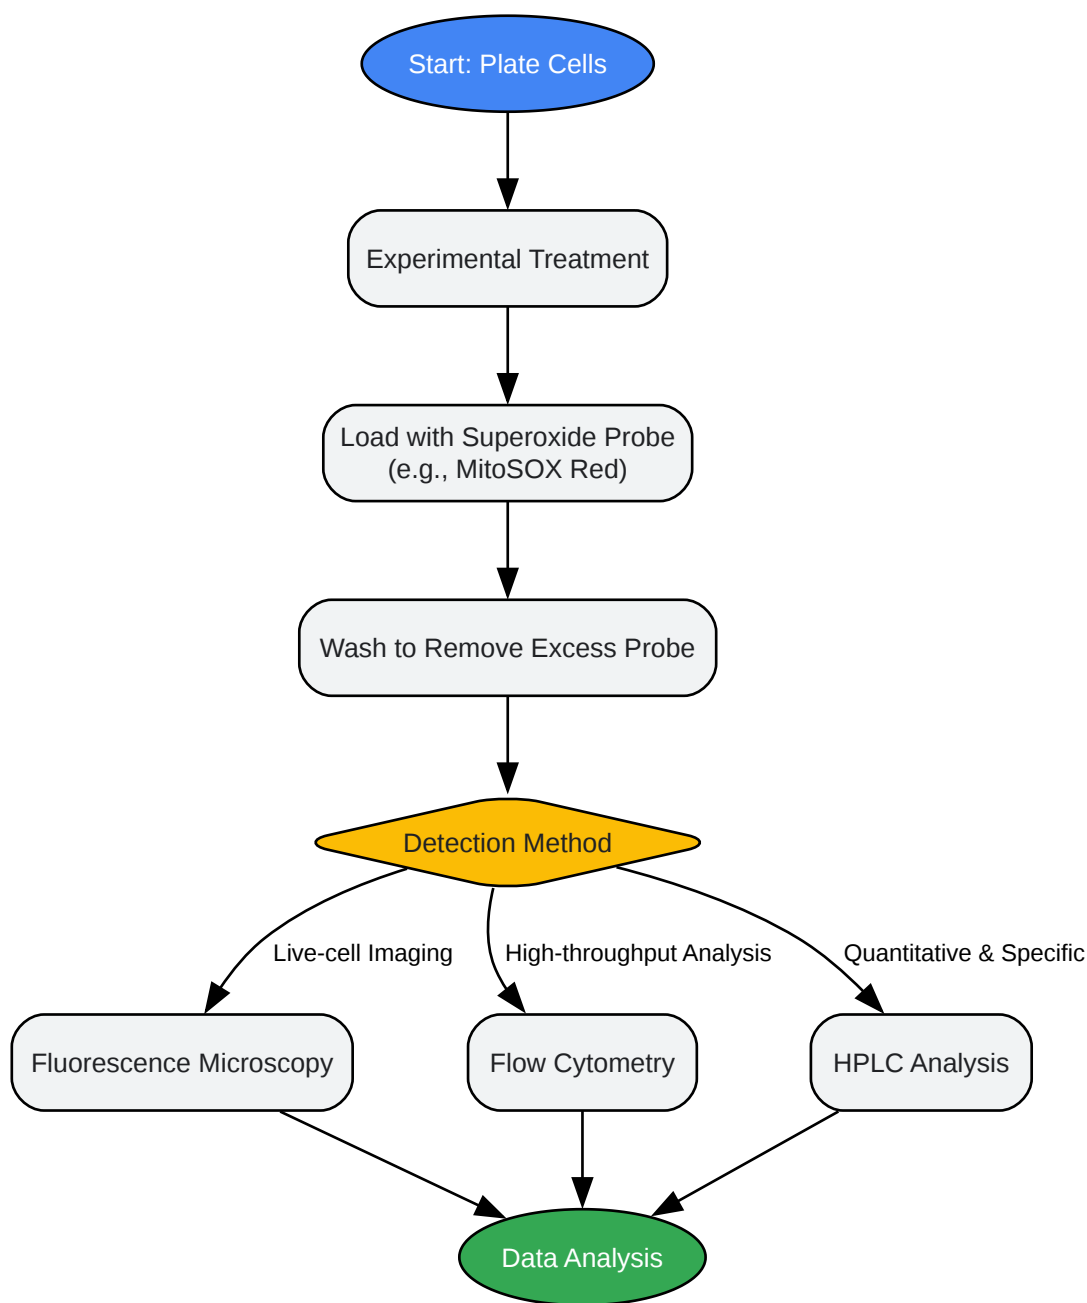 Start: Plate Cells
Experimental Treatment
Load with Superoxide Probe
(e.g., MitoSOX Red)
Wash to Remove Excess Probe
Detection Method
Live-cell Imaging
High-throughput Analysis
Quantitative & Specific
Fluorescence Microscopy
Flow Cytometry
HPLC Analysis
Data Analysis